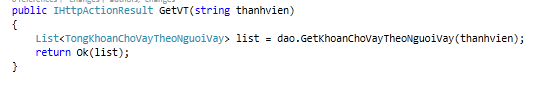 public IHttpActionResult GetVT(string thanhvien)
{
List<TongKhoanChoVayTheoNguoiVay> list = dao.GetKhoanChoVayTheoNguoiVay(thanhvien);
return Ok(list);
}